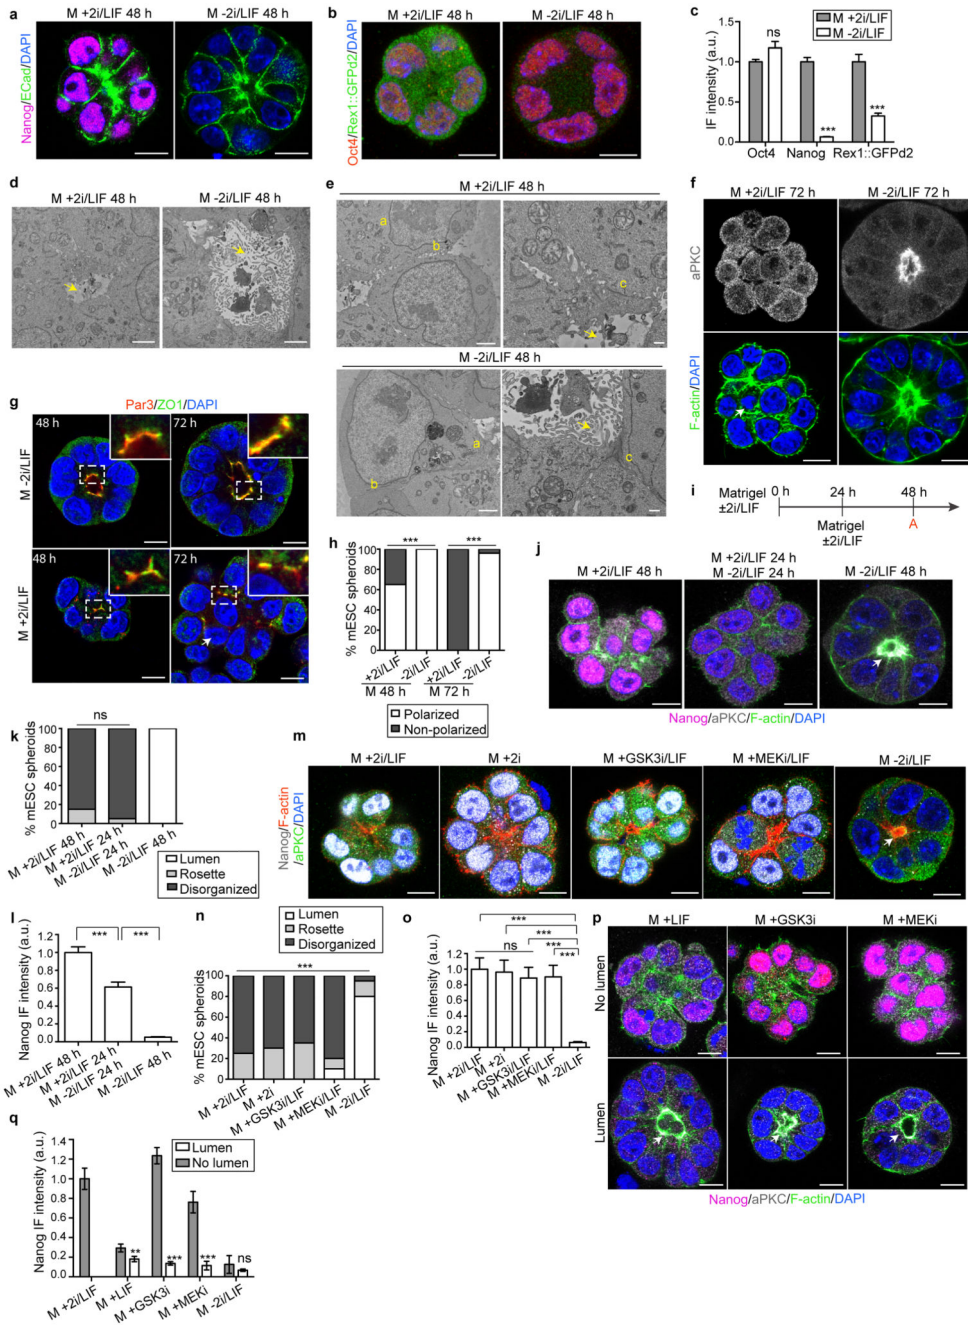 a
M +2i/LIF 48 h
M -2i/LIF 48 h
Nanog/ECad/DAPI
b
M +2i/LIF 48 h
M -2i/LIF 48 h
Oct4/Rex1::GFPd2/DAPI
c
M +2i/LIF
M -2i/LIF
IF intensity (a.u.)
1.5
1.0
0.5
0.0
ns
***
***
Oct4
Nanog
Rex1::GFPd2
d
M +2i/LIF 48 h
M -2i/LIF 48 h
e
M +2i/LIF 48 h
a
b
c
M -2i/LIF 48 h
a
b
c
f
M +2i/LIF 72 h
M -2i/LIF 72 h
aPKC
F-actin/DAPI
g
Par3/ZO1/DAPI
48 h
72 h
M -2i/LIF
48 h
72 h
M +2i/LIF
h
***
***
% mESC spheroids
100
80
60
40
20
0
+2i/LIF
-2i/LIF
+2i/LIF
-2i/LIF
M 48 h
M 72 h
Polarized
Non-polarized
i
Matrigel
±2i/LIF
0 h
24 h
48 h
Matrigel
±2i/LIF
A
j
M +2i/LIF 48 h
M +2i/LIF 24 h
M -2i/LIF 24 h
M -2i/LIF 48 h
Nanog/aPKC/F-actin/DAPI
k
ns
% mESC spheroids
100
80
60
40
20
0
M +2i/LIF 48 h
M +2i/LIF 24 h
M -2i/LIF 24 h
M -2i/LIF 48 h
Lumen
Rosette
Disorganized
l
Nanog IF intensity (a.u.)
1.2
1.0
0.8
0.6
0.4
0.2
0.0
***
***
M +2i/LIF 48 h
M +2i/LIF 24 h
M -2i/LIF 24 h
M -2i/LIF 48 h
m
M +2i/LIF
M +2i
M +GSK3i/LIF
M +MEKi/LIF
M -2i/LIF
Nanog/F-actin
/aPKC/DAPI
n
Lumen
Rosette
Disorganized
***
% mESC spheroids
100
80
60
40
20
0
M +2i/LIF
M +2i
M +GSK3i/LIF
M +MEKi/LIF
M -2i/LIF
o
***
***
ns
***
***
Nanog IF intensity (a.u.)
1.2
1.0
0.8
0.6
0.4
0.2
0.0
M +2i/LIF
M +2i
M +GSK3i/LIF
M +MEKi/LIF
M -2i/LIF
p
M +LIF
M +GSK3i
M +MEKi
No lumen
Lumen
Nanog/aPKC/F-actin/DAPI
q
Lumen
No lumen
Nanog IF intensity (a.u.)
1.4
1.2
1.0
0.8
0.6
0.4
0.2
0.0
**
***
***
ns
M +2i/LIF
M +LIF
M +GSK3i
M +MEKi
M -2i/LIF